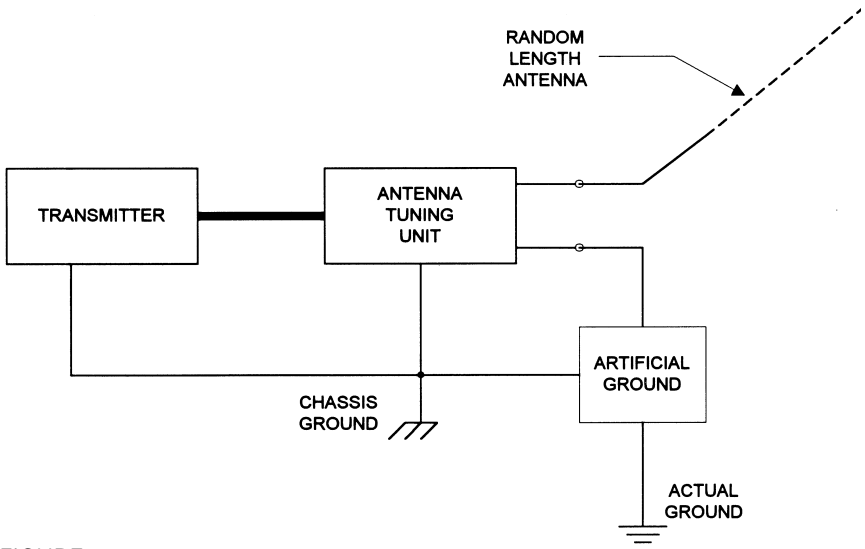 RANDOM
LENGTH
ANTENNA
TRANSMITTER
ANTENNA
TUNING
UNIT
ARTIFICIAL
GROUND
CHASSIS
GROUND
ACTUAL
GROUND